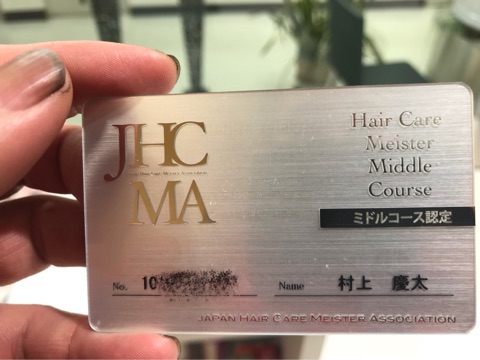 JHC
MA
Hair Care
Meister
Middle
Course
ミドルコース認定
No. 10
Name 村上 慶太
JAPAN HAIR CARE MEISTER ASSOCIATION